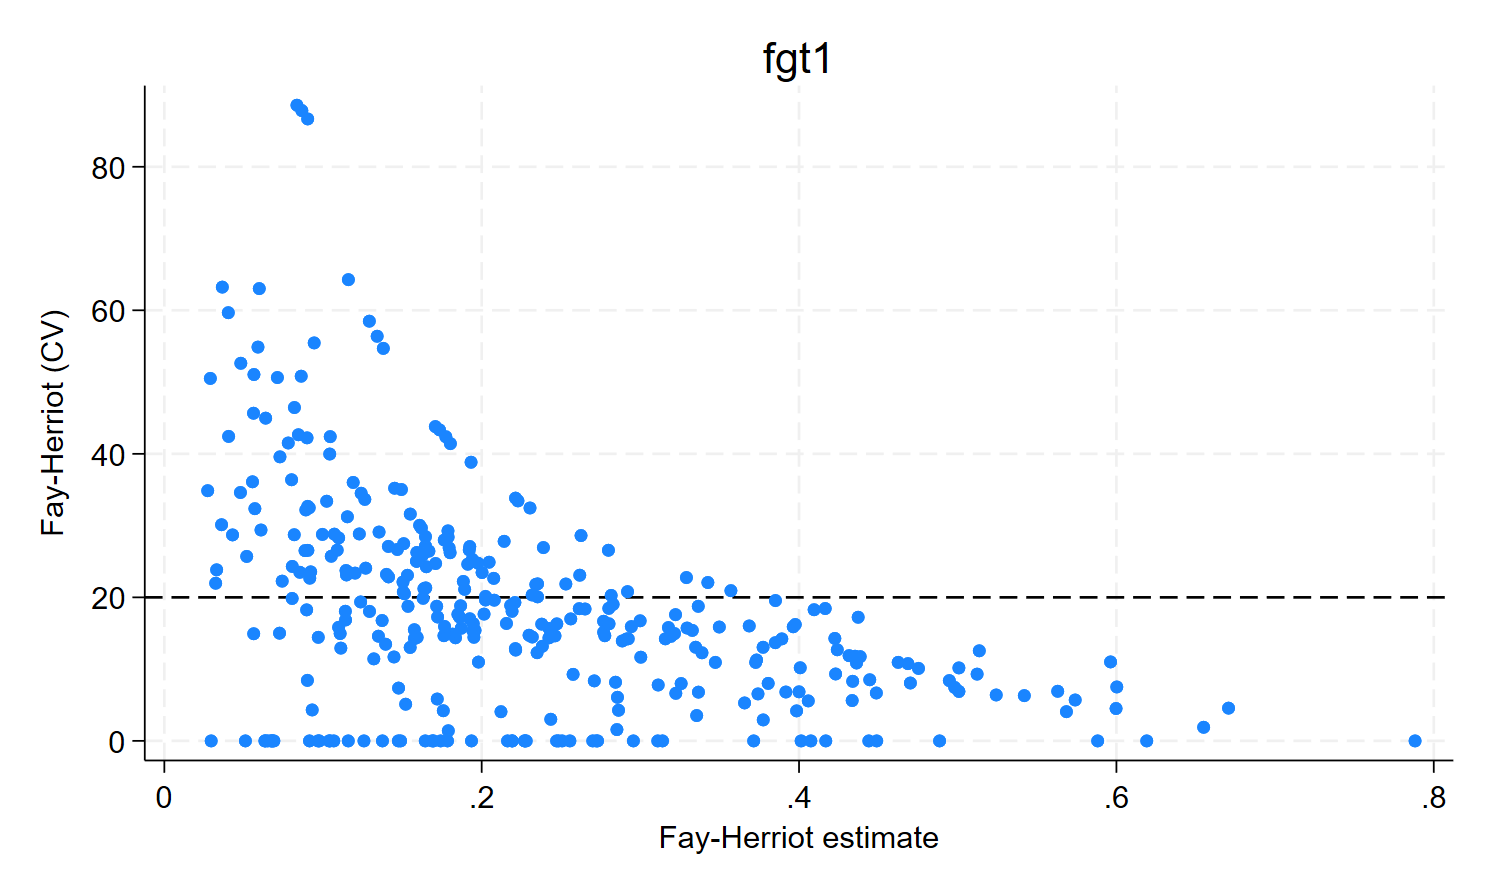 fgt1
Fay-Herriot (CV)
80
60
40
20
0
0 .2 .4 .6 .8
Fay-Herriot estimate